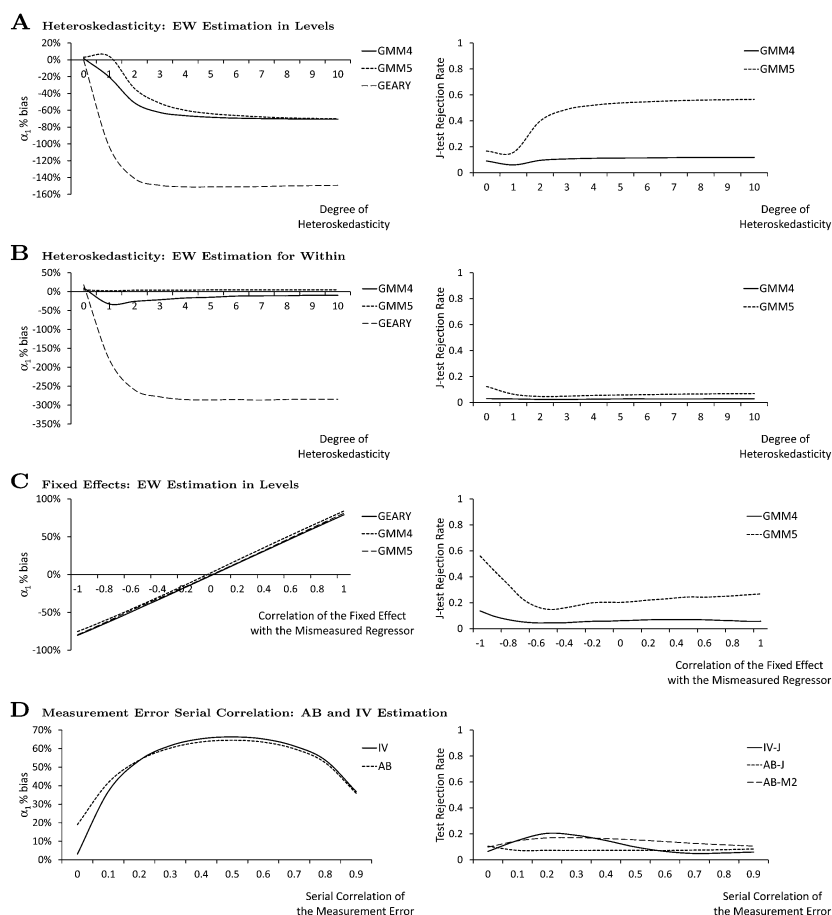 A Heteroskedasticity: EW Estimation in Levels
20%
0%
-20%
-40%
-60%
-80%
-100%
-120%
-140%
-160%
α1 % bias
0 1 2 3 4 5 6 7 8 9 10
GMM4
GMM5
GEARY
Degree of
Heteroskedasticity
1
0.8
0.6
0.4
0.2
0
J-test Rejection Rate
0 1 2 3 4 5 6 7 8 9 10
GMM4
GMM5
Degree of
Heteroskedasticity
B Heteroskedasticity: EW Estimation for Within
50%
0%
-50%
-100%
-150%
-200%
-250%
-300%
-350%
α1 % bias
0 1 2 3 4 5 6 7 8 9 10
GMM4
GMM5
GEARY
Degree of
Heteroskedasticity
1
0.8
0.6
0.4
0.2
0
J-test Rejection Rate
0 1 2 3 4 5 6 7 8 9 10
GMM4
GMM5
Degree of
Heteroskedasticity
C Fixed Effects: EW Estimation in Levels
100%
50%
0%
-50%
-100%
α1 % bias
-1 -0.8 -0.6 -0.4 -0.2 0 0.2 0.4 0.6 0.8 1
GEARY
GMM4
GMM5
Correlation of the Fixed Effect
with the Mismeasured Regressor
1
0.8
0.6
0.4
0.2
0
J-test Rejection Rate
-1 -0.8 -0.6 -0.4 -0.2 0 0.2 0.4 0.6 0.8 1
GMM4
GMM5
Correlation of the Fixed Effect
with the Mismeasured Regressor
D Measurement Error Serial Correlation: AB and IV Estimation
70%
60%
50%
40%
30%
20%
10%
0%
α1 % bias
0 0.1 0.2 0.3 0.4 0.5 0.6 0.7 0.8 0.9
IV
AB
Serial Correlation of
the Measurement Error
1
0.8
0.6
0.4
0.2
0
Test Rejection Rate
0 0.1 0.2 0.3 0.4 0.5 0.6 0.7 0.8 0.9
IV-J
AB-J
AB-M2
Serial Correlation of
the Measurement Error